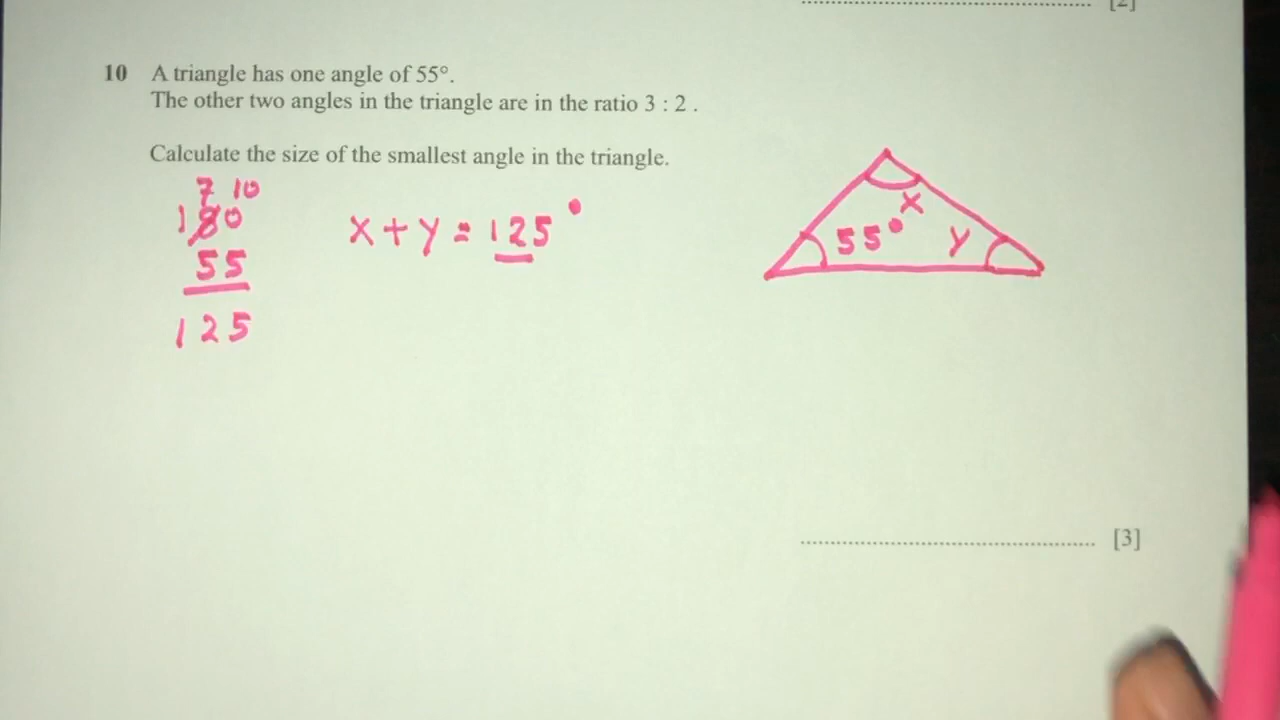 [2]
10 A triangle has one angle of 55°.
The other two angles in the triangle are in the ratio 3 : 2 .
Calculate the size of the smallest angle in the triangle.
7 10
180
55
125
x + y = 125°
x
55° y
[3]